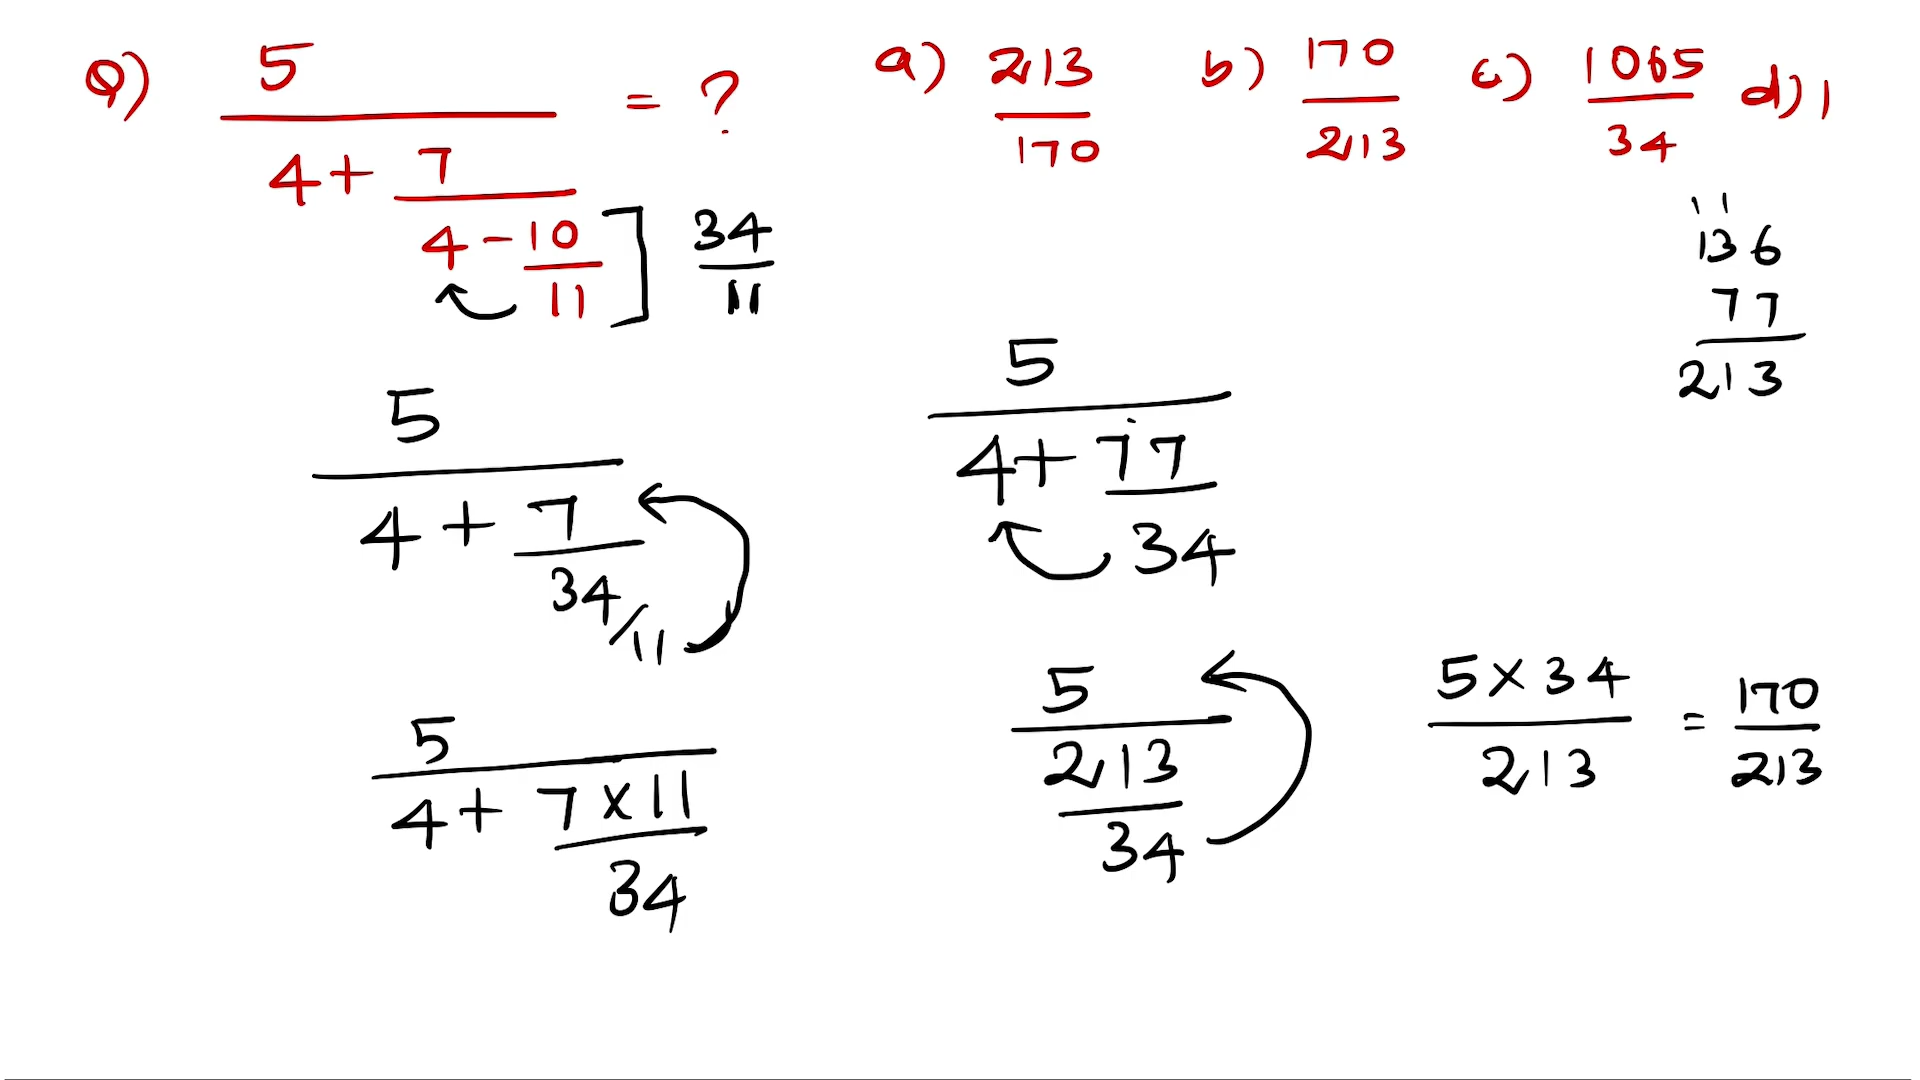 Q) 5 / (4 + 7 / (4 - 10/11)) = ?
a) 213/170 b) 170/213 c) 1065/34 d) 1
] 34/11
1 1
136
77
213
5 / (4 + 7 / (34/11))
5 / (4 + 77/34)
5 / (4 + (7 x 11)/34)
5 / (213/34)
(5 x 34)/213 = 170/213